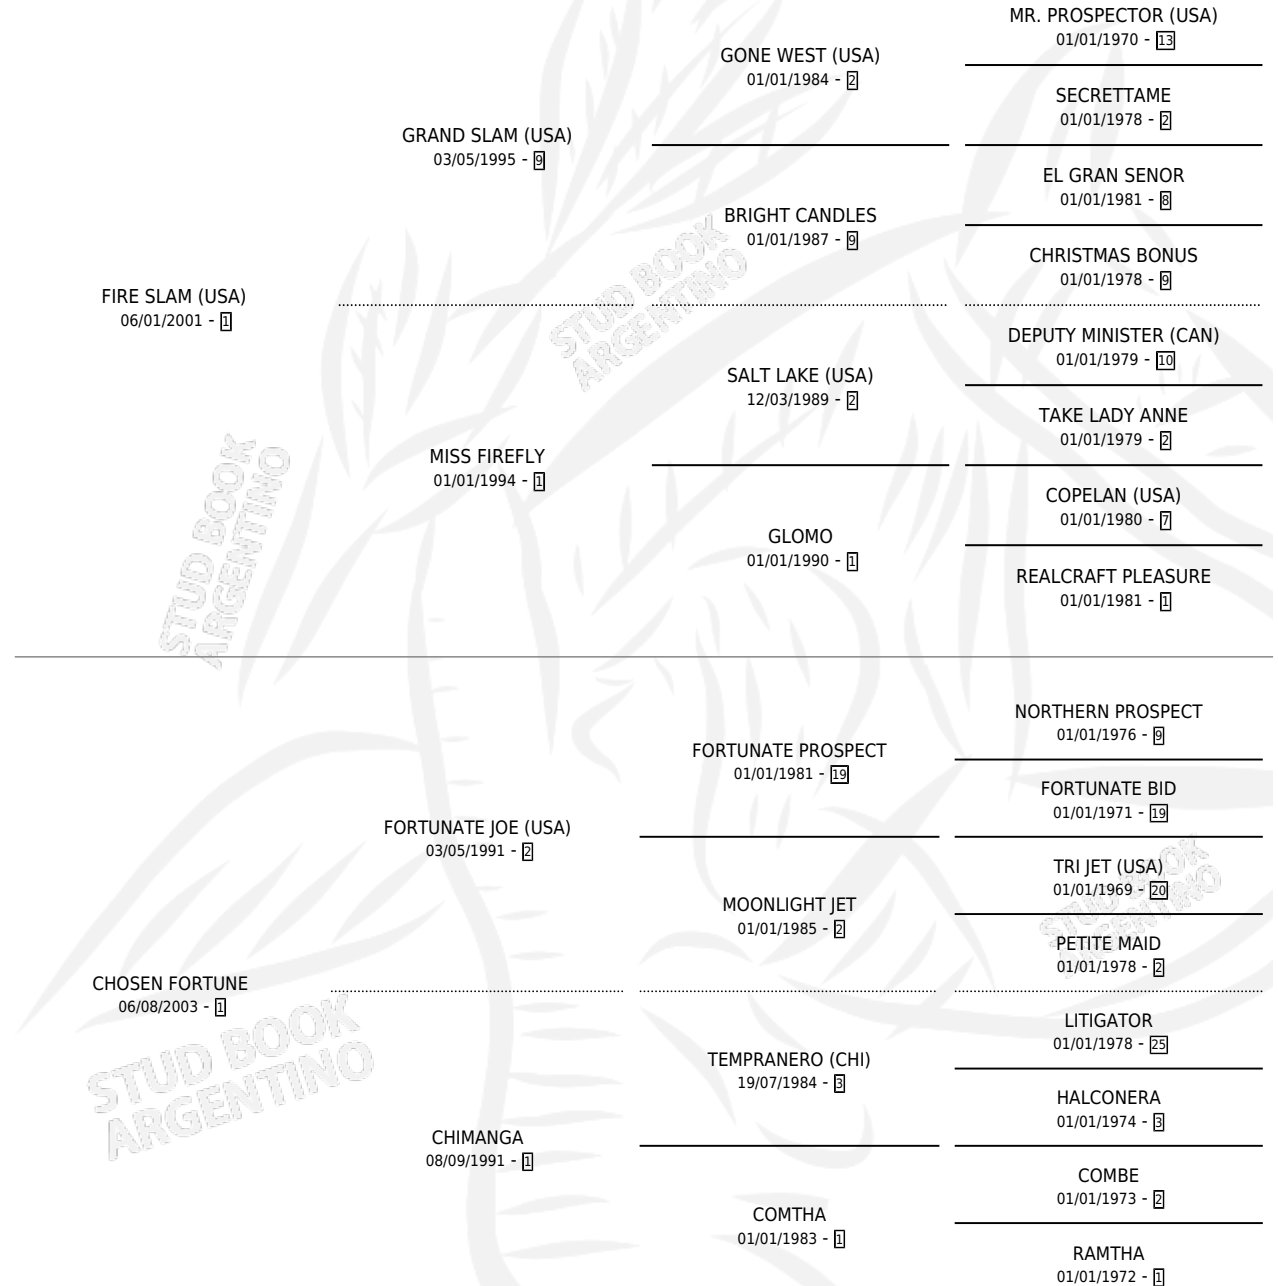 MR. PROSPECTOR (USA)
01/01/1970 - 13
GONE WEST (USA)
01/01/1984 - 2
SECRETTAME
01/01/1978 - 2
GRAND SLAM (USA)
03/05/1995 - 9
EL GRAN SENOR
01/01/1981 - 8
BRIGHT CANDLES
01/01/1987 - 9
CHRISTMAS BONUS
01/01/1978 - 9
FIRE SLAM (USA)
06/01/2001 - 1
STUD BOOK
ARGENTINO
DEPUTY MINISTER (CAN)
01/01/1979 - 10
SALT LAKE (USA)
12/03/1989 - 2
TAKE LADY ANNE
01/01/1979 - 2
MISS FIREFLY
01/01/1994 - 1
COPELAN (USA)
01/01/1980 - 7
GLOMO
01/01/1990 - 1
REALCRAFT PLEASURE
01/01/1981 - 1
STUD BOOK
ARGENTINO
NORTHERN PROSPECT
01/01/1976 - 9
FORTUNATE PROSPECT
01/01/1981 - 19
FORTUNATE BID
01/01/1971 - 19
FORTUNATE JOE (USA)
03/05/1991 - 2
TRI JET (USA)
01/01/1969 - 20
MOONLIGHT JET
01/01/1985 - 2
STUD BOOK
ARGENTINO
PETITE MAID
01/01/1978 - 2
CHOSEN FORTUNE
06/08/2003 - 1
LITIGATOR
01/01/1978 - 25
TEMPRANERO (CHI)
19/07/1984 - 3
STUD BOOK
ARGENTINO
HALCONERA
01/01/1974 - 3
CHIMANGA
08/09/1991 - 1
COMBE
01/01/1973 - 2
COMTHA
01/01/1983 - 1
RAMTHA
01/01/1972 - 1